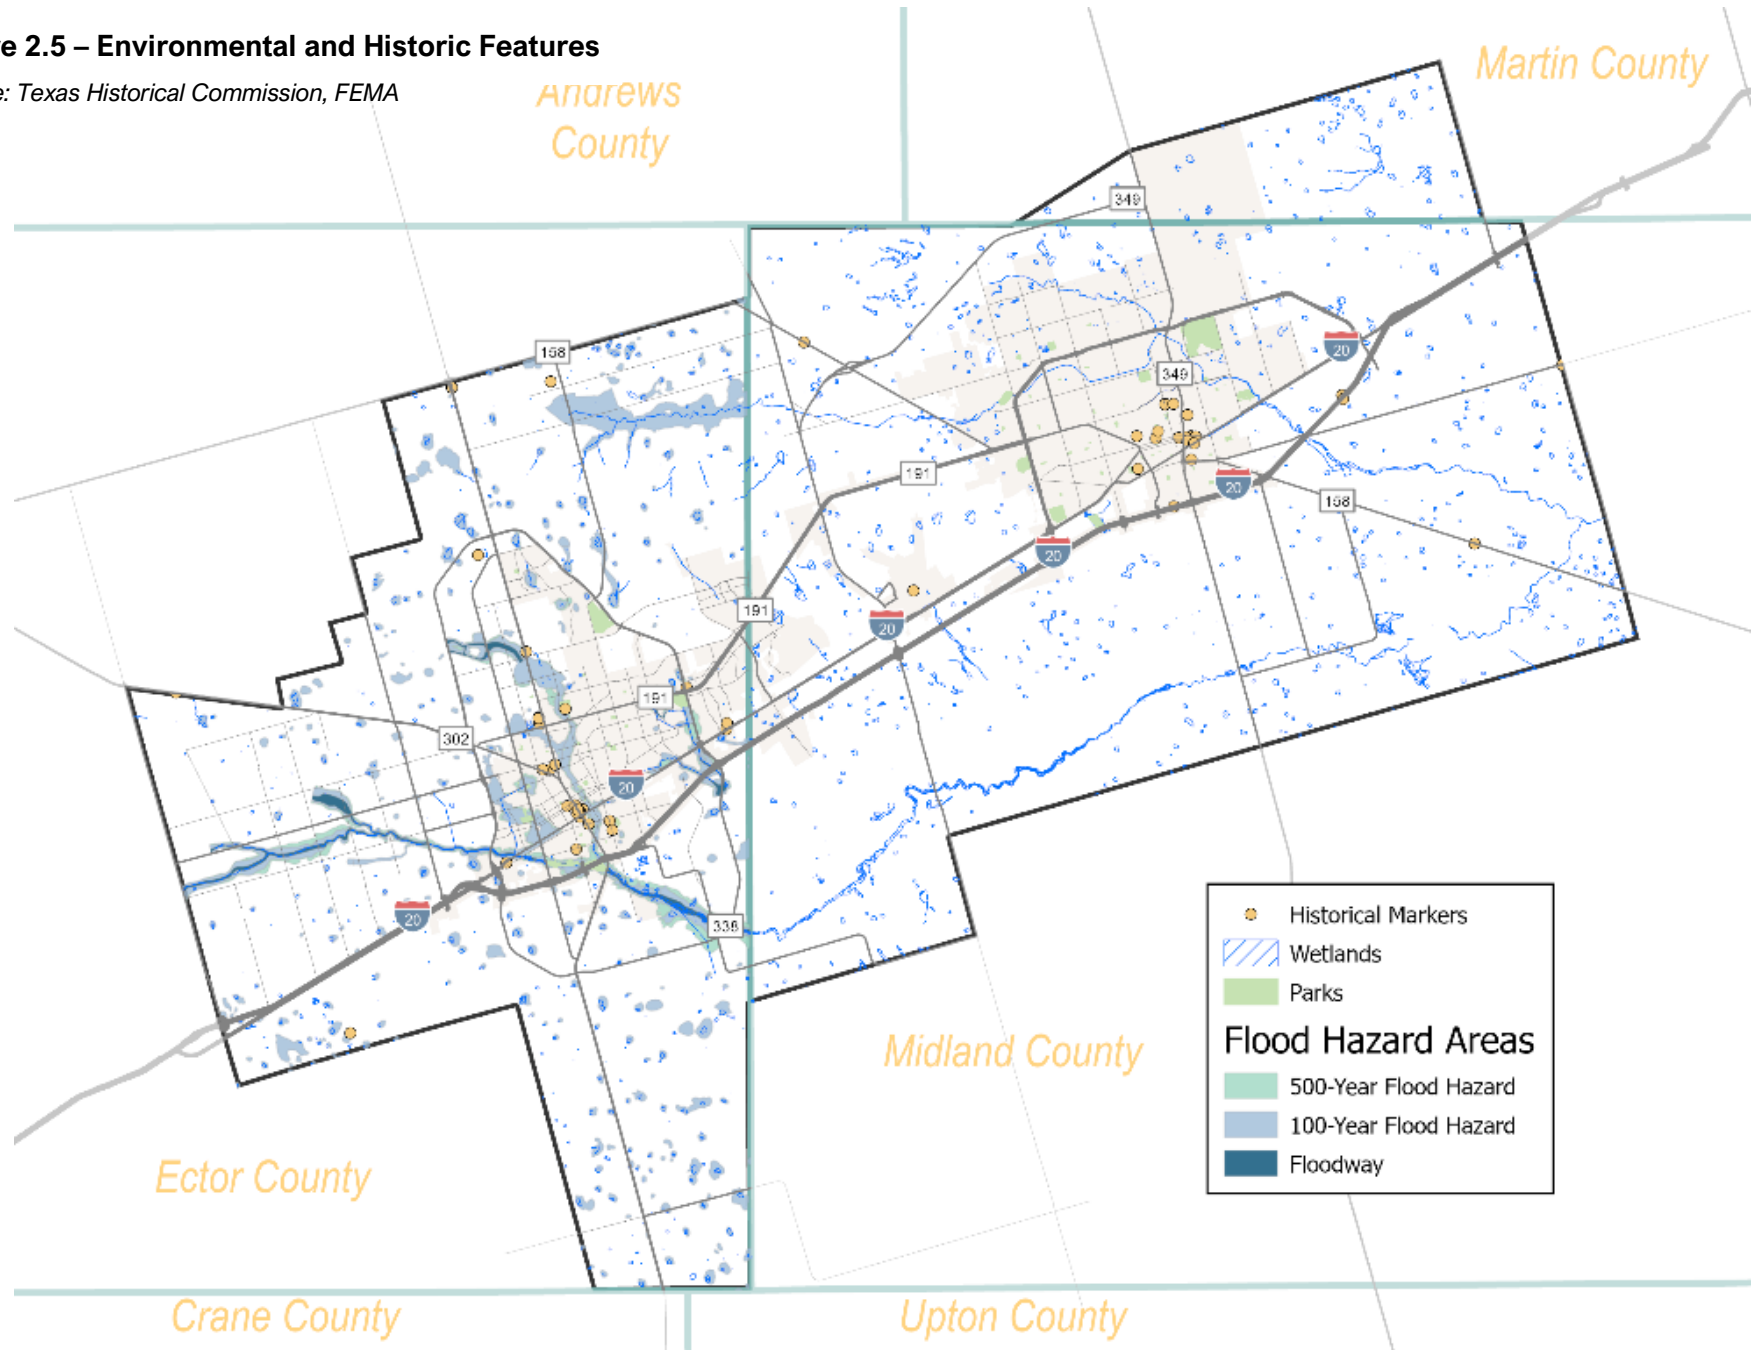 e 2.5 – Environmental and Historic Features
e: Texas Historical Commission, FEMA
Andrews
County
Martin County
349
158
20
349
191
20
158
20
191
20
191
302
20
338
20
Historical Markers
Wetlands
Parks
Flood Hazard Areas
500-Year Flood Hazard
100-Year Flood Hazard
Floodway
Midland County
Ector County
Crane County
Upton County